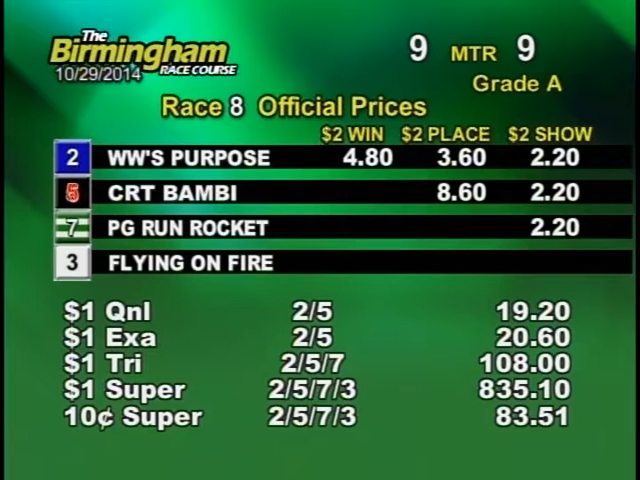 The
Birmingham
RACE COURSE
10/29/2014
9 MTR 9
Grade A
Race 8 Official Prices
$2 WIN $2 PLACE $2 SHOW
2 WW'S PURPOSE 4.80 3.60 2.20
5 CRT BAMBI 8.60 2.20
7 PG RUN ROCKET 2.20
3 FLYING ON FIRE
$1 Qnl 2/5 19.20
$1 Exa 2/5 20.60
$1 Tri 2/5/7 108.00
$1 Super 2/5/7/3 835.10
10¢ Super 2/5/7/3 83.51